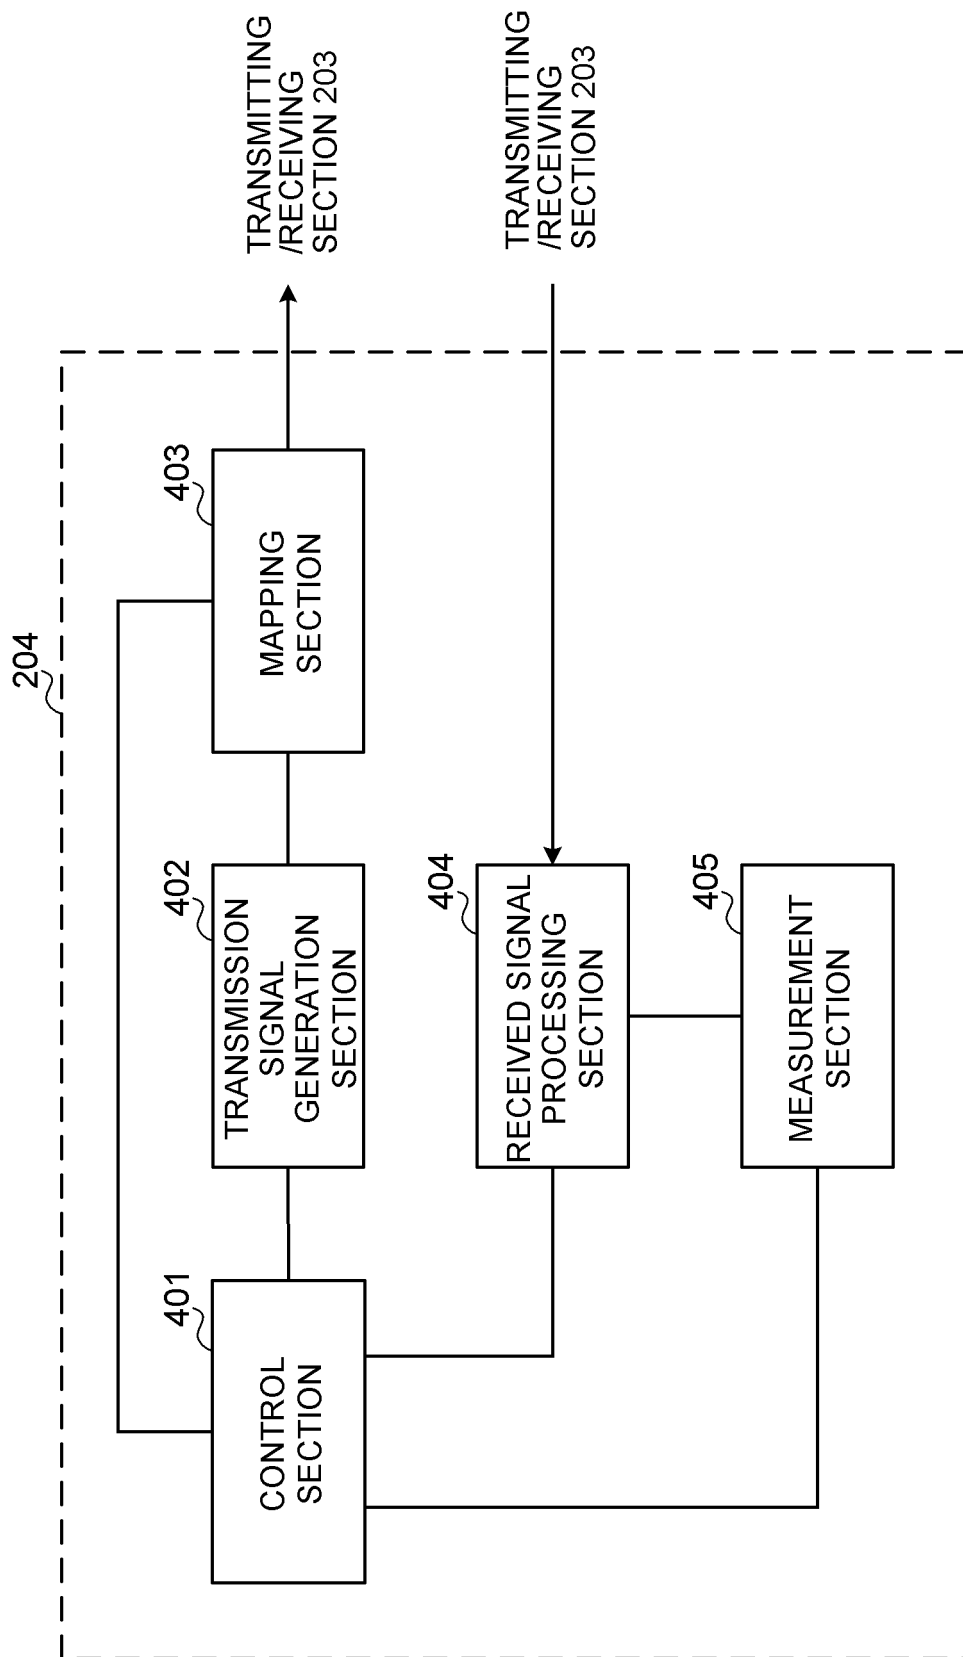 204
401
CONTROL
SECTION
402
TRANSMISSION
SIGNAL
GENERATION
SECTION
403
MAPPING
SECTION
TRANSMITTING
/RECEIVING
SECTION 203
404
RECEIVED SIGNAL
PROCESSING
SECTION
TRANSMITTING
/RECEIVING
SECTION 203
405
MEASUREMENT
SECTION